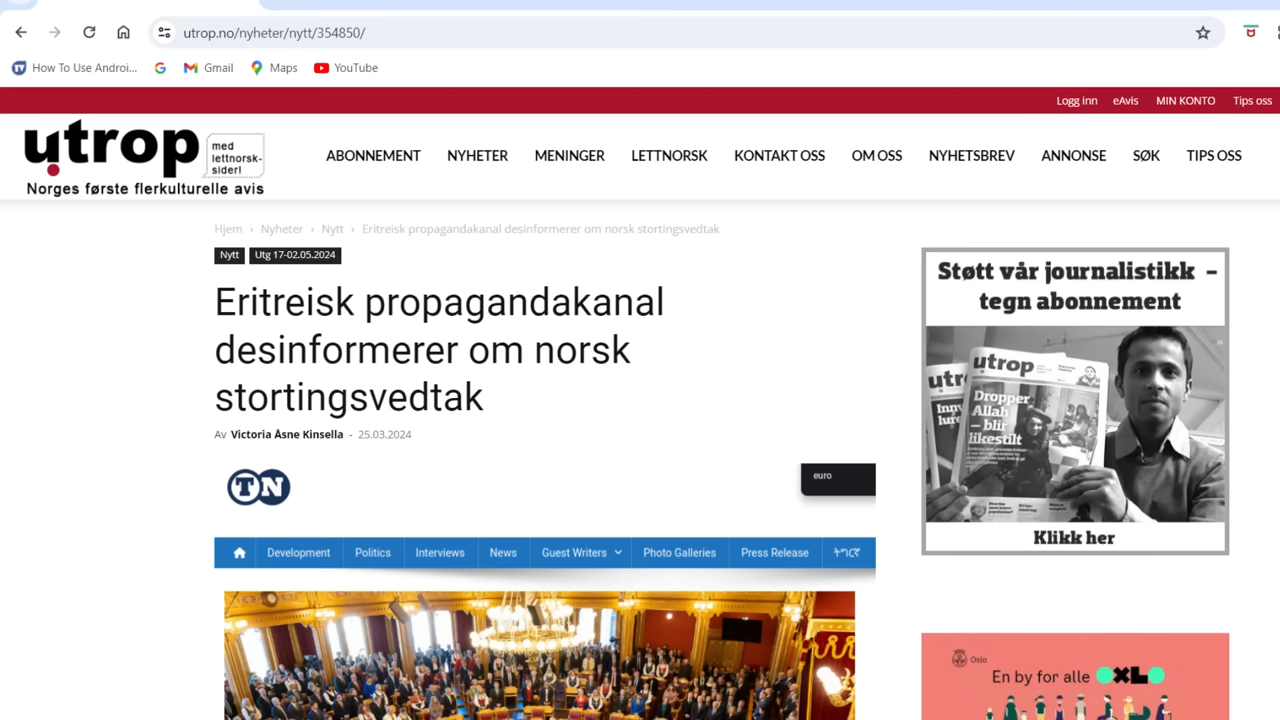 utrop.no/nyheter/nytt/354850/
How To Use Androi...
Gmail
Maps
YouTube
Logg inn
eAvis
MIN KONTO
Tips oss
utrop
med
lettnorsk-
sider!
Norges første flerkulturelle avis
ABONNEMENT
NYHETER
MENINGER
LETTNORSK
KONTAKT OSS
OM OSS
NYHETSBREV
ANNONSE
SØK
TIPS OSS
Hjem › Nyheter › Nytt › Eritreisk propagandakanal desinformerer om norsk stortingsvedtak
Nytt
Utg 17-02.05.2024
Eritreisk propagandakanal
desinformerer om norsk
stortingsvedtak
Av Victoria Åsne Kinsella - 25.03.2024
TN
euro
Development
Politics
Interviews
News
Guest Writers
Photo Galleries
Press Release
ትግርኛ
Støtt vår journalistikk –
tegn abonnement
utrop
Dropper
Allah
– blir
likestilt
Klikk her
Oslo
En by for alle OXLO